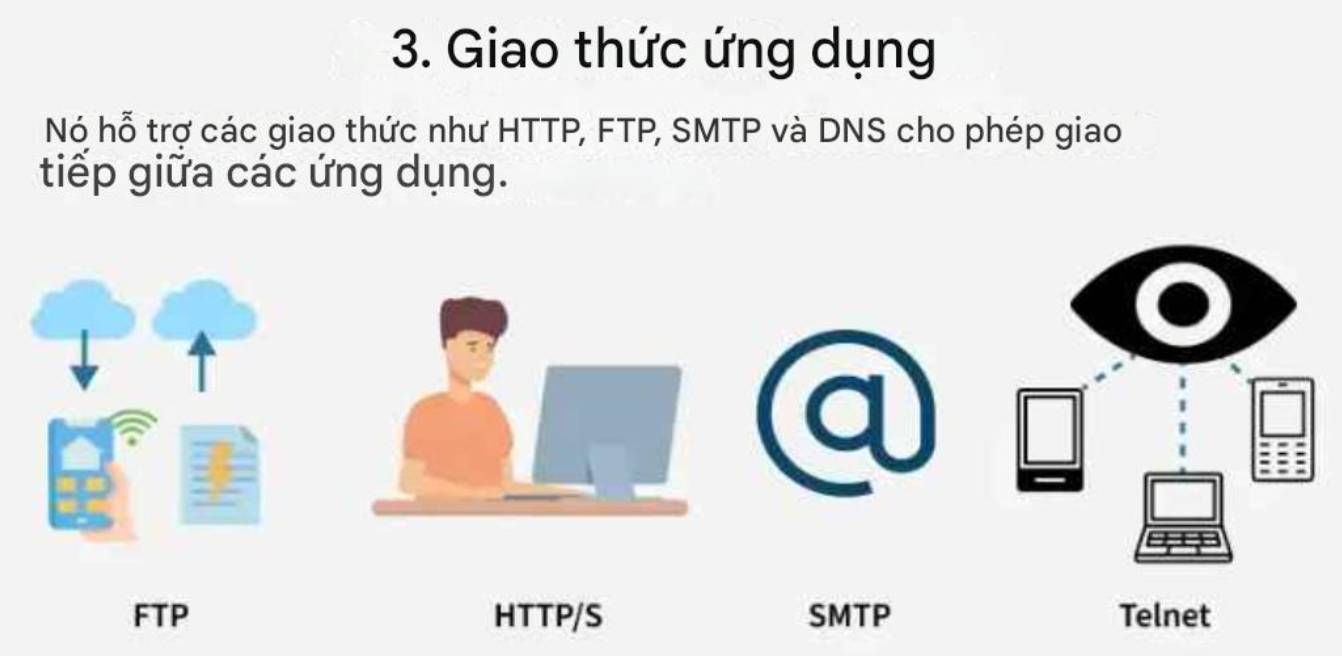 3. Giao thức ứng dụng
Nó hỗ trợ các giao thức như HTTP, FTP, SMTP và DNS cho phép giao
tiếp giữa các ứng dụng.
FTP
HTTP/S
SMTP
Telnet